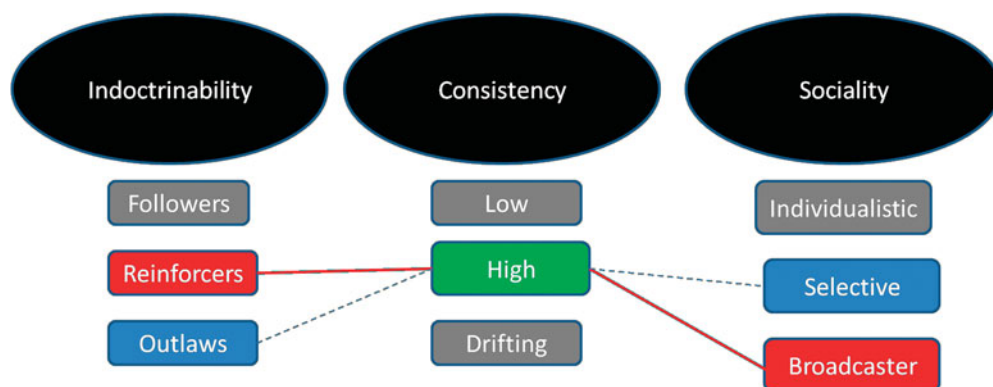 Indoctrinability
Consistency
Sociality
Followers
Low
Individualistic
Reinforcers
High
Selective
Outlaws
Drifting
Broadcaster